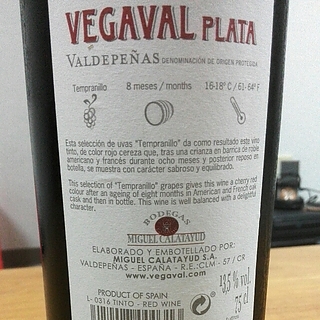 VEGAVAL PLATA
VALDEPEÑAS DENOMINACIÓN DE ORIGEN PROTEGIDA
Tempranillo
8 meses / months
16-18º C / 61-64º F
Esta selección de uvas "Tempranillo" da como resultado este vino
tinto, de color rojo cereza que, tras una crianza en barrica de roble
americano y francés durante ocho meses y posterior reposo en
botella, se muestra con carácter sabroso y equilibrado.
This selection of "Tempranillo" grapes gives this wine a cherry red
colour after an ageing of eight months in American and French oak
cask and then in bottle. This wine is well balanced with a delightful
character.
BODEGAS
MIGUEL CALATAYUD
ELABORADO Y EMBOTELLADO POR:
MIGUEL CALATAYUD S.A.
VALDEPEÑAS - ESPAÑA - R.E.:CLM - 57 / CR
www.vegaval.com
PRODUCT OF SPAIN
L- 0316 TINTO - RED WINE
13,5 % vol.
75 cl